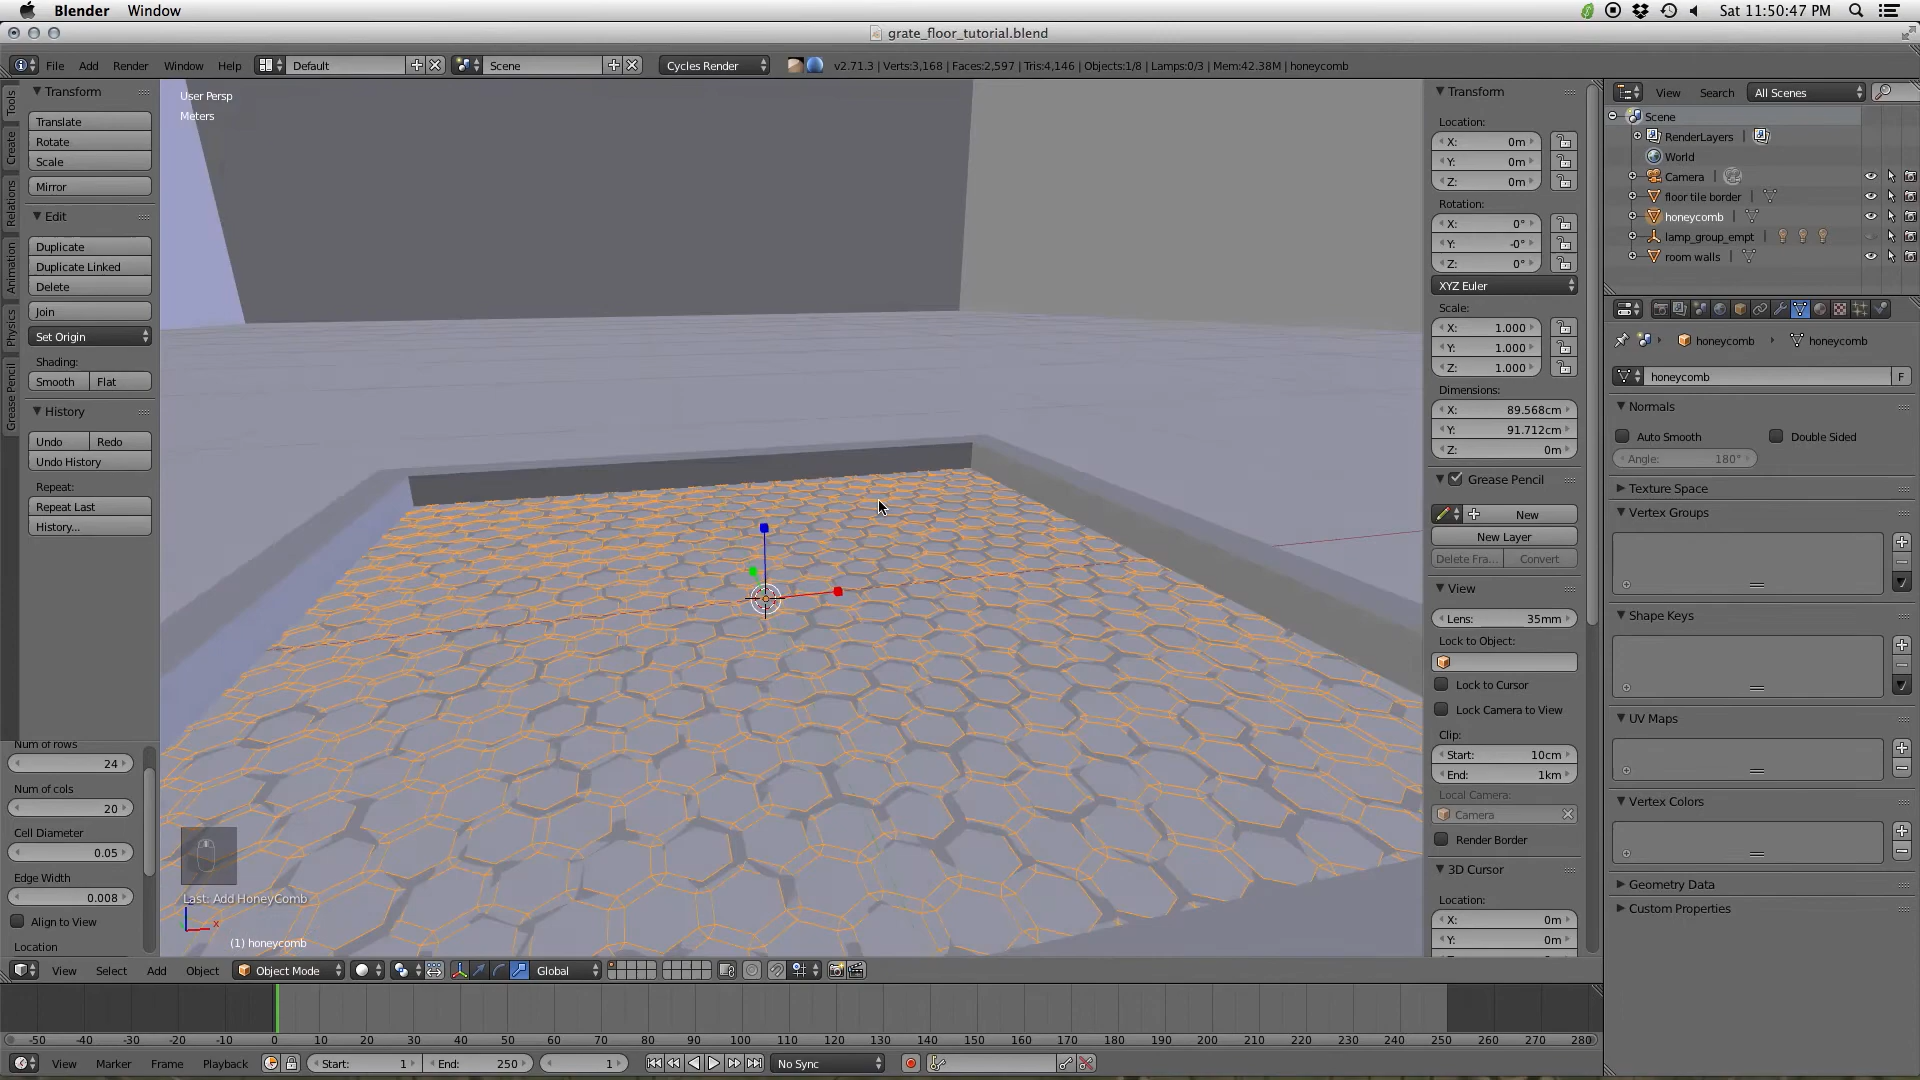 Blender Window
Sat 11:50:47 PM
grate_floor_tutorial.blend
File Add Render Window Help
Default
Scene
Cycles Render
v2.71.3 | Verts:3,168 | Faces:2,597 | Tris:4,146 | Objects:1/8 | Lamps:0/3 | Mem:42.38M | honeycomb
Tools
Create
Relations
Animation
Physics
Grease Pencil
Transform
Translate
Rotate
Scale
Mirror
Edit
Duplicate
Duplicate Linked
Delete
Join
Set Origin
Shading:
Smooth Flat
History
Undo Redo
Undo History
Repeat:
Repeat Last
History...
Num of rows
24
Num of cols
20
Cell Diameter
0.05
Edge Width
0.008
Align to View
Location
User Persp
Meters
Last: Add HoneyComb
x
(1) honeycomb
View Select Add Object
Object Mode
Global
Transform
Location:
X: 0m
Y: 0m
Z: 0m
Rotation:
X: 0°
Y: -0°
Z: 0°
XYZ Euler
Scale:
X: 1.000
Y: 1.000
Z: 1.000
Dimensions:
X: 89.568cm
Y: 91.712cm
Z: 0m
Grease Pencil
New
New Layer
Delete Fra... Convert
View
Lens: 35mm
Lock to Object:
Lock to Cursor
Lock Camera to View
Clip:
Start: 10cm
End: 1km
Local Camera:
Camera
Render Border
3D Cursor
Location:
X: 0m
Y: 0m
View Search All Scenes
Scene
RenderLayers |
World
Camera |
floor tile border |
honeycomb |
lamp_group_empt |
room walls |
honeycomb honeycomb
honeycomb F
Normals
Auto Smooth Double Sided
Angle: 180°
Texture Space
Vertex Groups
Shape Keys
UV Maps
Vertex Colors
Geometry Data
Custom Properties
-50 -40 -30 -20 -10 0 10 20 30 40 50 60 70 80 90 100 110 120 130 140 150 160 170 180 190 200 210 220 230 240 250 260 270 280
View Marker Frame Playback
Start: 1
End: 250
1
No Sync